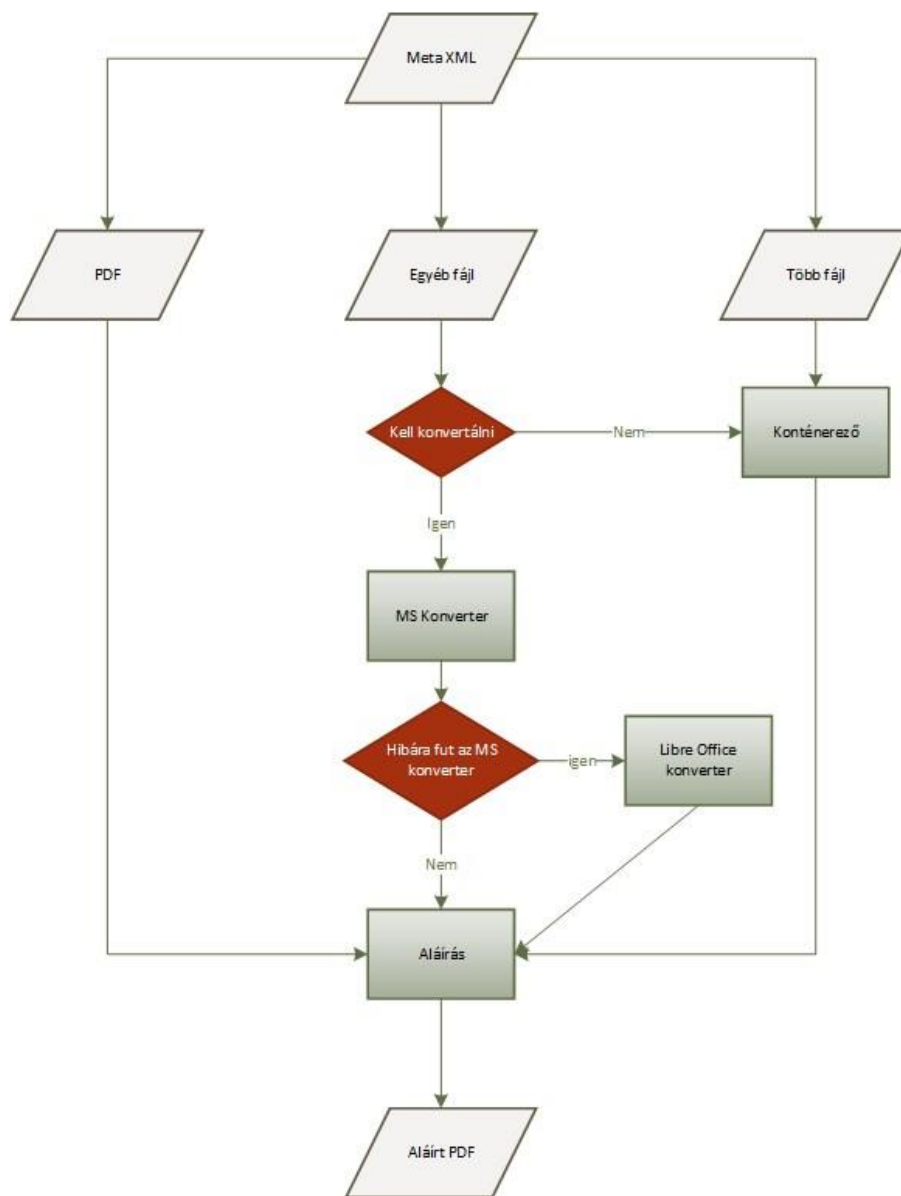 Meta XML
PDF
Egyéb fájl
Több fájl
Kell konvertálni
Nem
Konténerező
Igen
MS Konverter
Hibára fut az MS
konverter
igen
Libre Office
konverter
Nem
Aláírás
Aláírt PDF